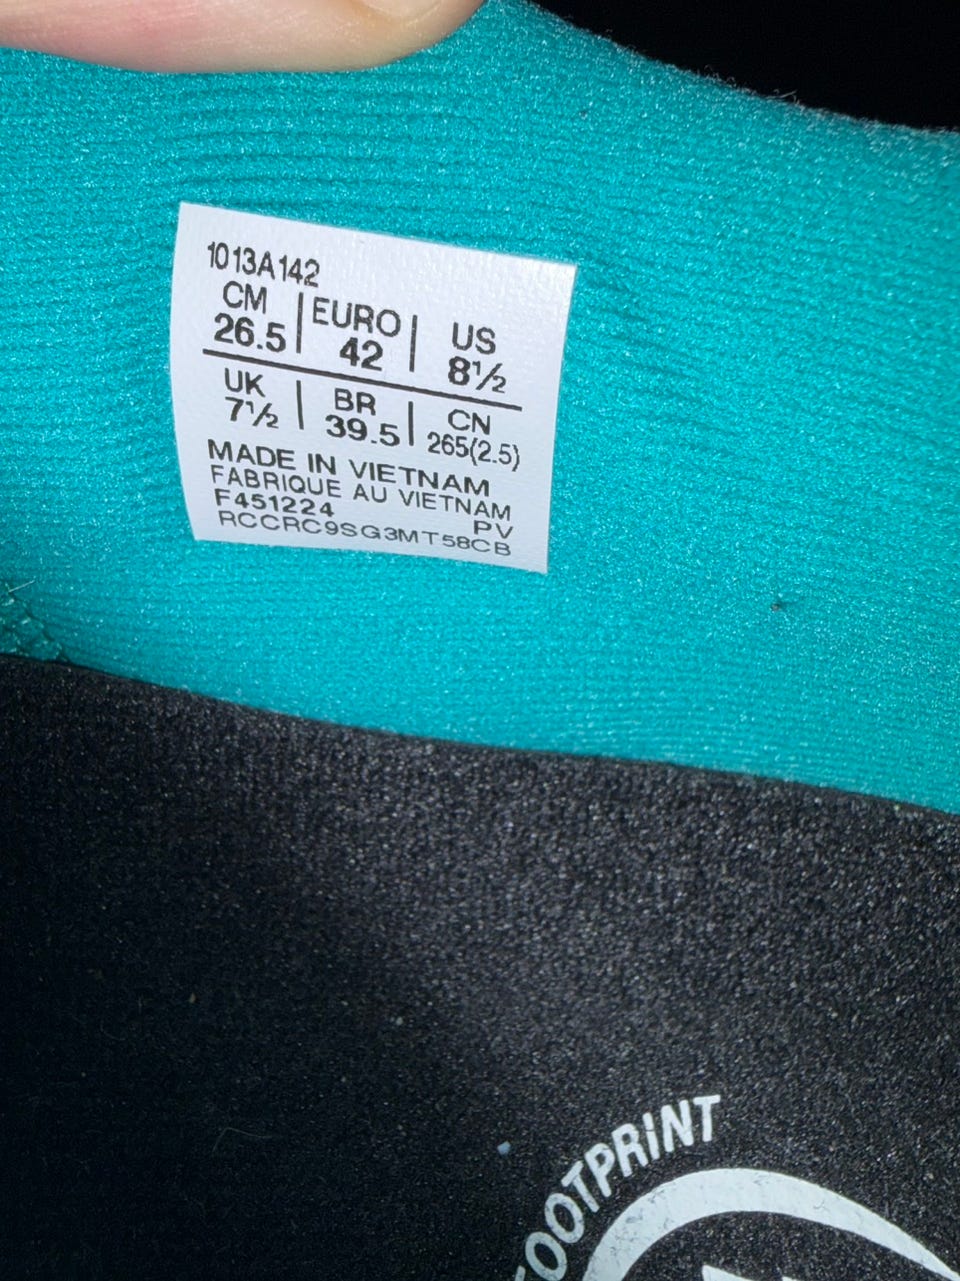 1013A142
CM | EURO | US
26.5 | 42 | 8½
UK | BR | CN
7½ | 39.5 | 265(2.5)
MADE IN VIETNAM
FABRIQUE AU VIETNAM
F451224 PV
RCCRC9SG3MT58CB
FOOTPRINT